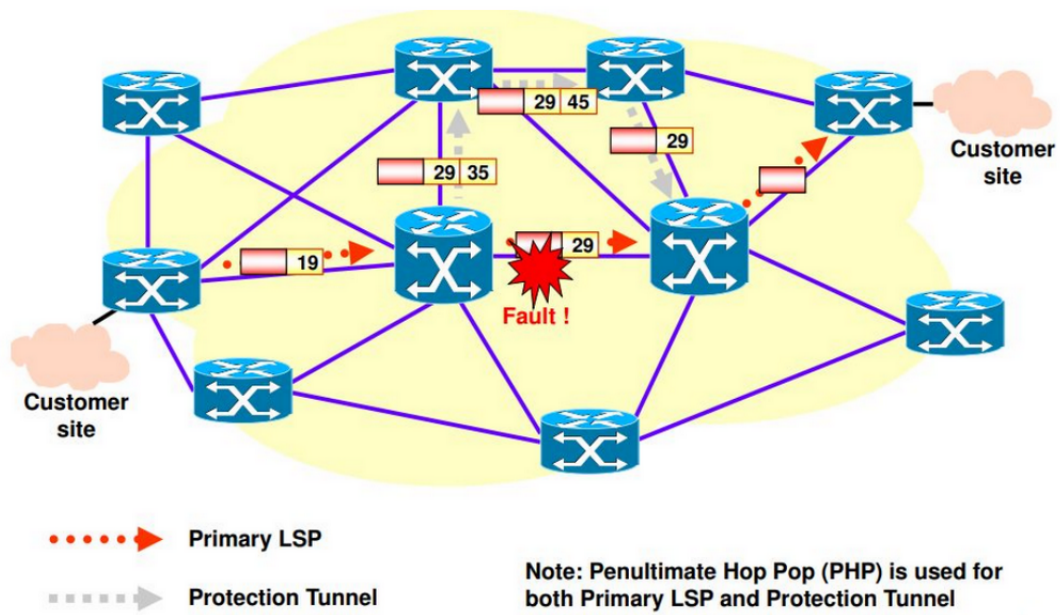 29 45
29
Customer
site
29 35
19
29
Fault !
Customer
site
Primary LSP
Protection Tunnel
Note: Penultimate Hop Pop (PHP) is used for
both Primary LSP and Protection Tunnel